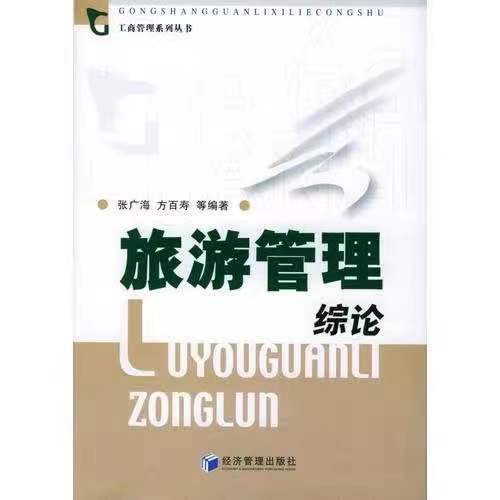 GONGSHANGGUANLIXILIECONGSHU
工商管理系列丛书
张广海 方百寿 等编著
旅游管理
综论
LUYOUGUANLI
ZONGLUN
经济管理出版社